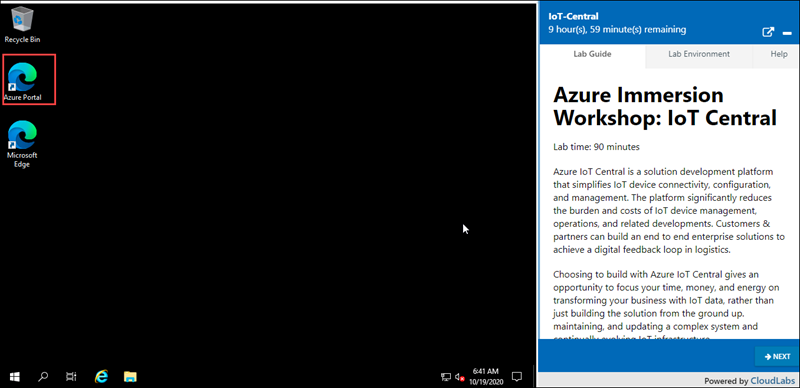 Recycle Bin
Azure Portal
Microsoft
Edge
6:41 AM
10/19/2020
IoT-Central
9 hour(s), 59 minute(s) remaining
Lab Guide
Lab Environment
Help
Azure Immersion
Workshop: IoT Central
Lab time: 90 minutes
Azure IoT Central is a solution development platform
that simplifies IoT device connectivity, configuration,
and management. The platform significantly reduces
the burden and costs of IoT device management,
operations, and related developments. Customers &
partners can build an end to end enterprise solutions to
achieve a digital feedback loop in logistics.
Choosing to build with Azure IoT Central gives an
opportunity to focus your time, money, and energy on
transforming your business with IoT data, rather than
just building the solution from the ground up.
maintaining, and updating a complex system and
continually evolving IoT infrastructure.
NEXT
Powered by CloudLabs